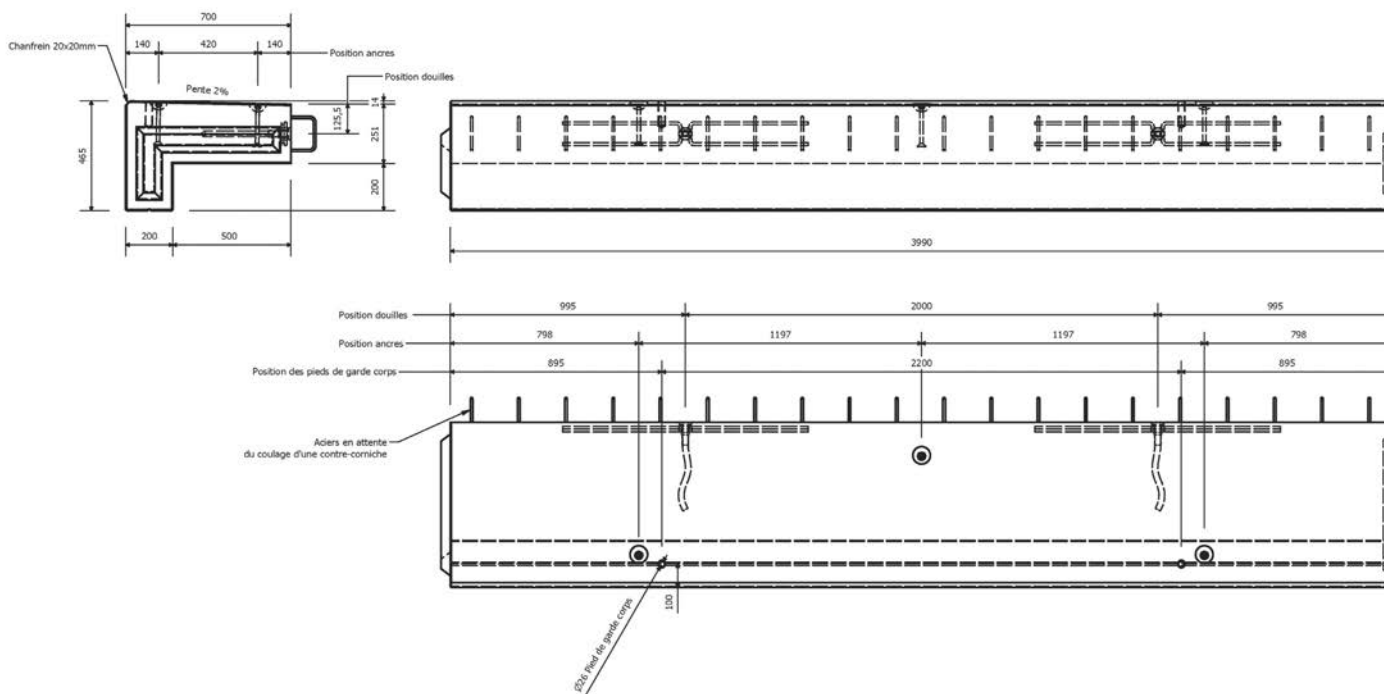 700
140
420
140
Chanfrein 20x20mm
Position ancres
Position douilles
Pente 2%
14
125,5
251
465
200
200
500
3990
Position douilles
995
2000
995
Position ancres
798
1197
1197
798
Position des pieds de garde corps
895
2200
895
Aciers en attente
du coulage d'une contre-corniche
100
Ø26 Pied de garde corps